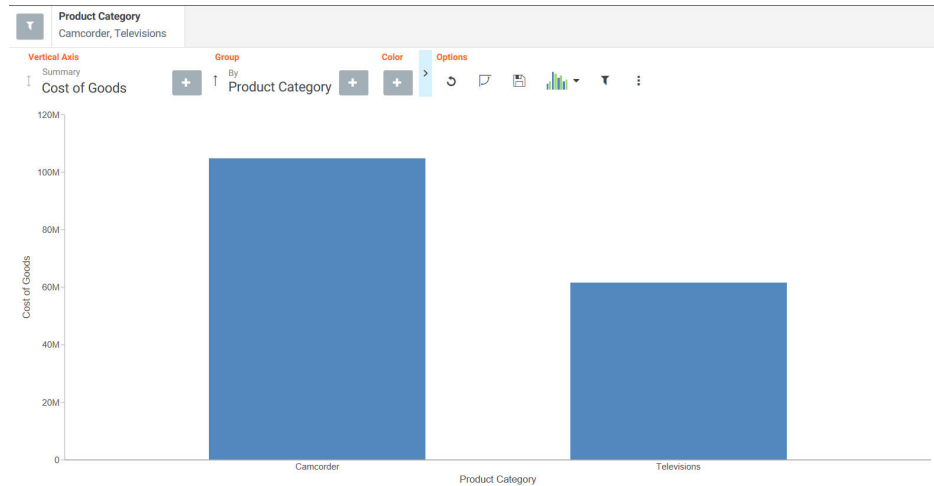 Product Category
Camcorder, Televisions
Vertical Axis
Group
Color
Options
Summary
Cost of Goods
By
Product Category
120M
100M
80M
60M
40M
20M
0
Cost of Goods
Camcorder
Televisions
Product Category